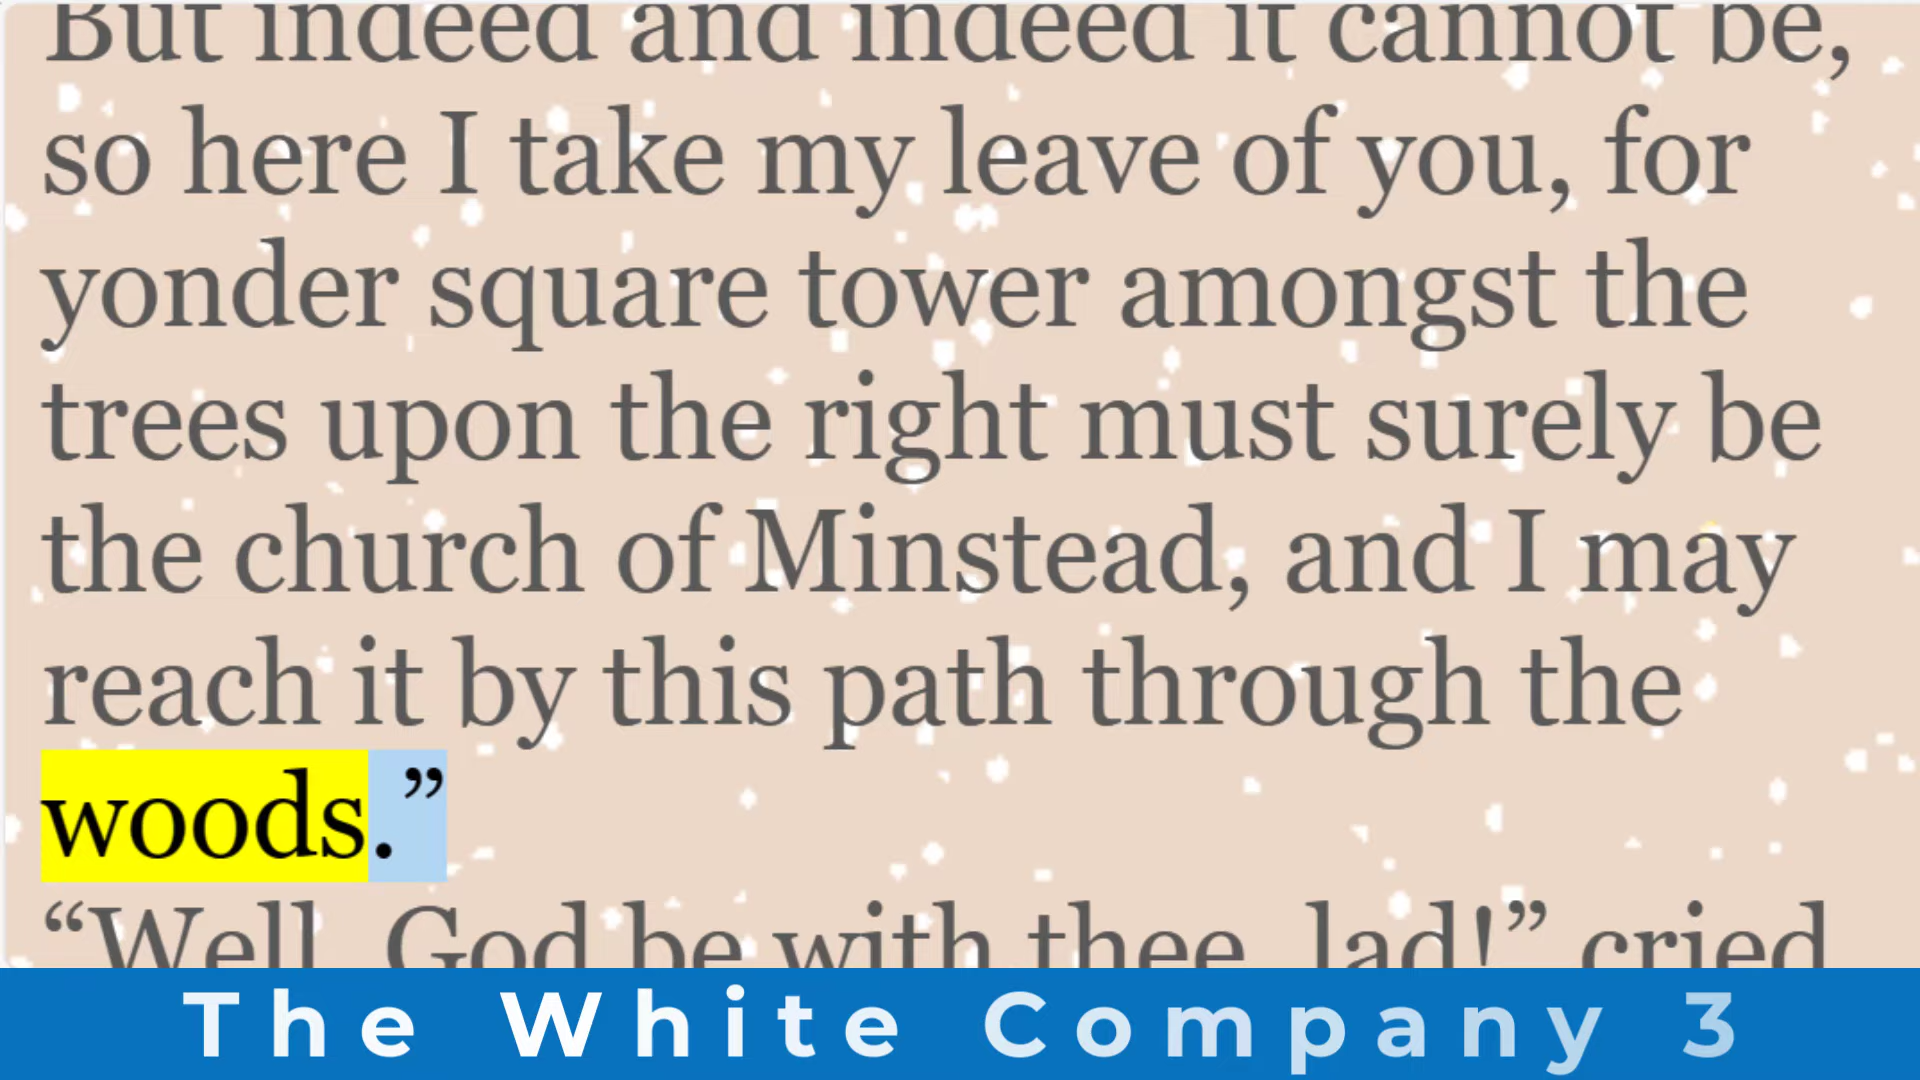 But indeed and indeed it cannot be,
so here I take my leave of you, for
yonder square tower amongst the
trees upon the right must surely be
the church of Minstead, and I may
reach it by this path through the
woods.”
“Well, God be with thee, lad!” cried
The White Company 3